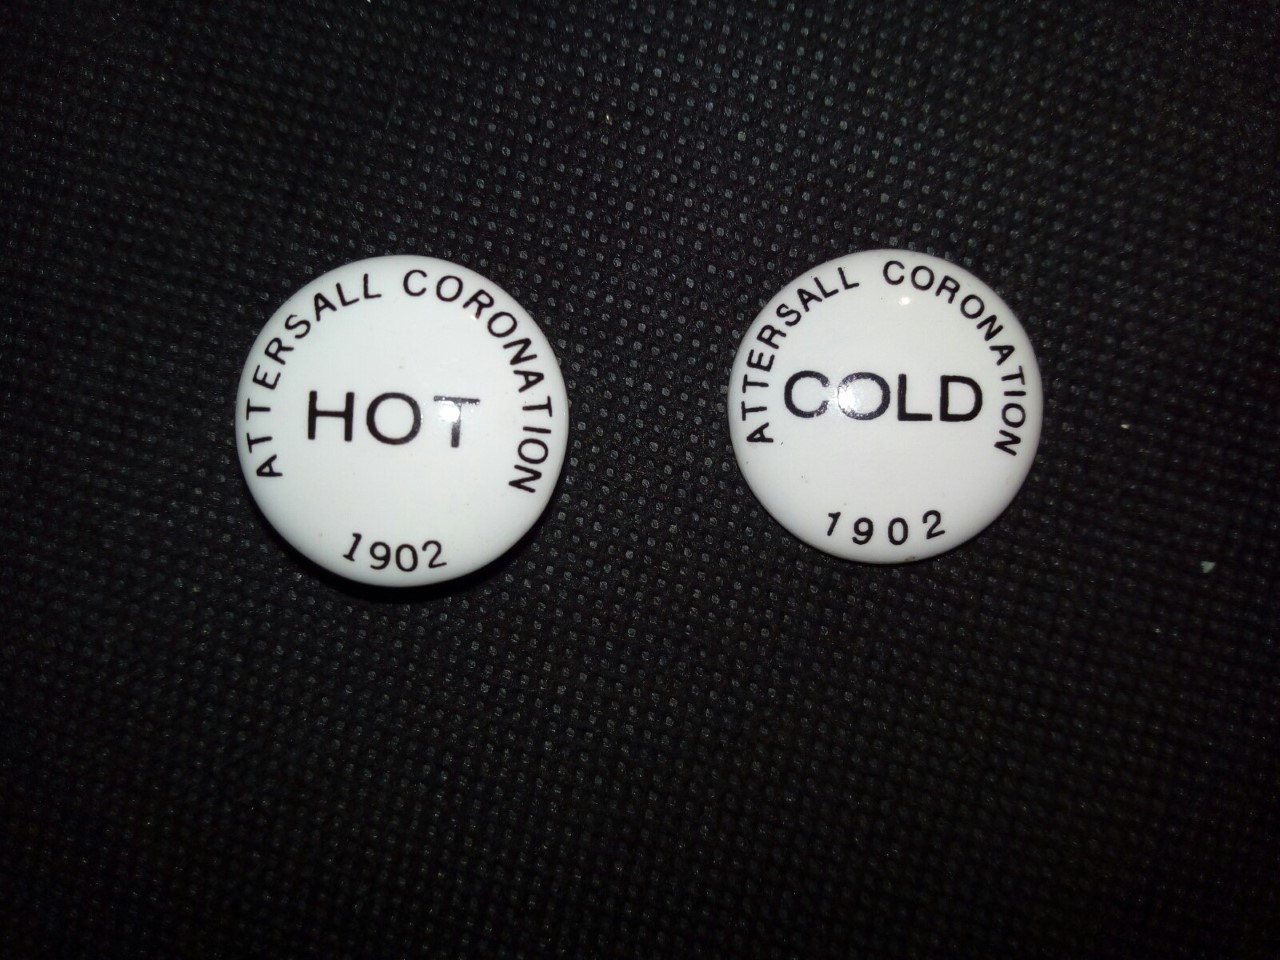 ATTERSALL CORONATION
HOT
1902
ATTERSALL CORONATION
COLD
1902